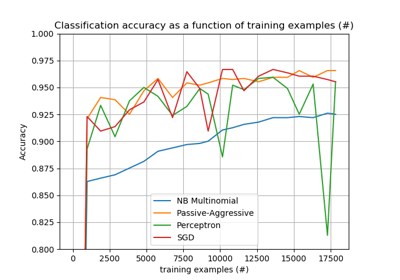 Classification accuracy as a function of training examples (#)
1.000
0.975
0.950
0.925
0.900
0.875
0.850
0.825
0.800
Accuracy
NB Multinomial
Passive-Aggressive
Perceptron
SGD
0 2500 5000 7500 10000 12500 15000 17500
training examples (#)